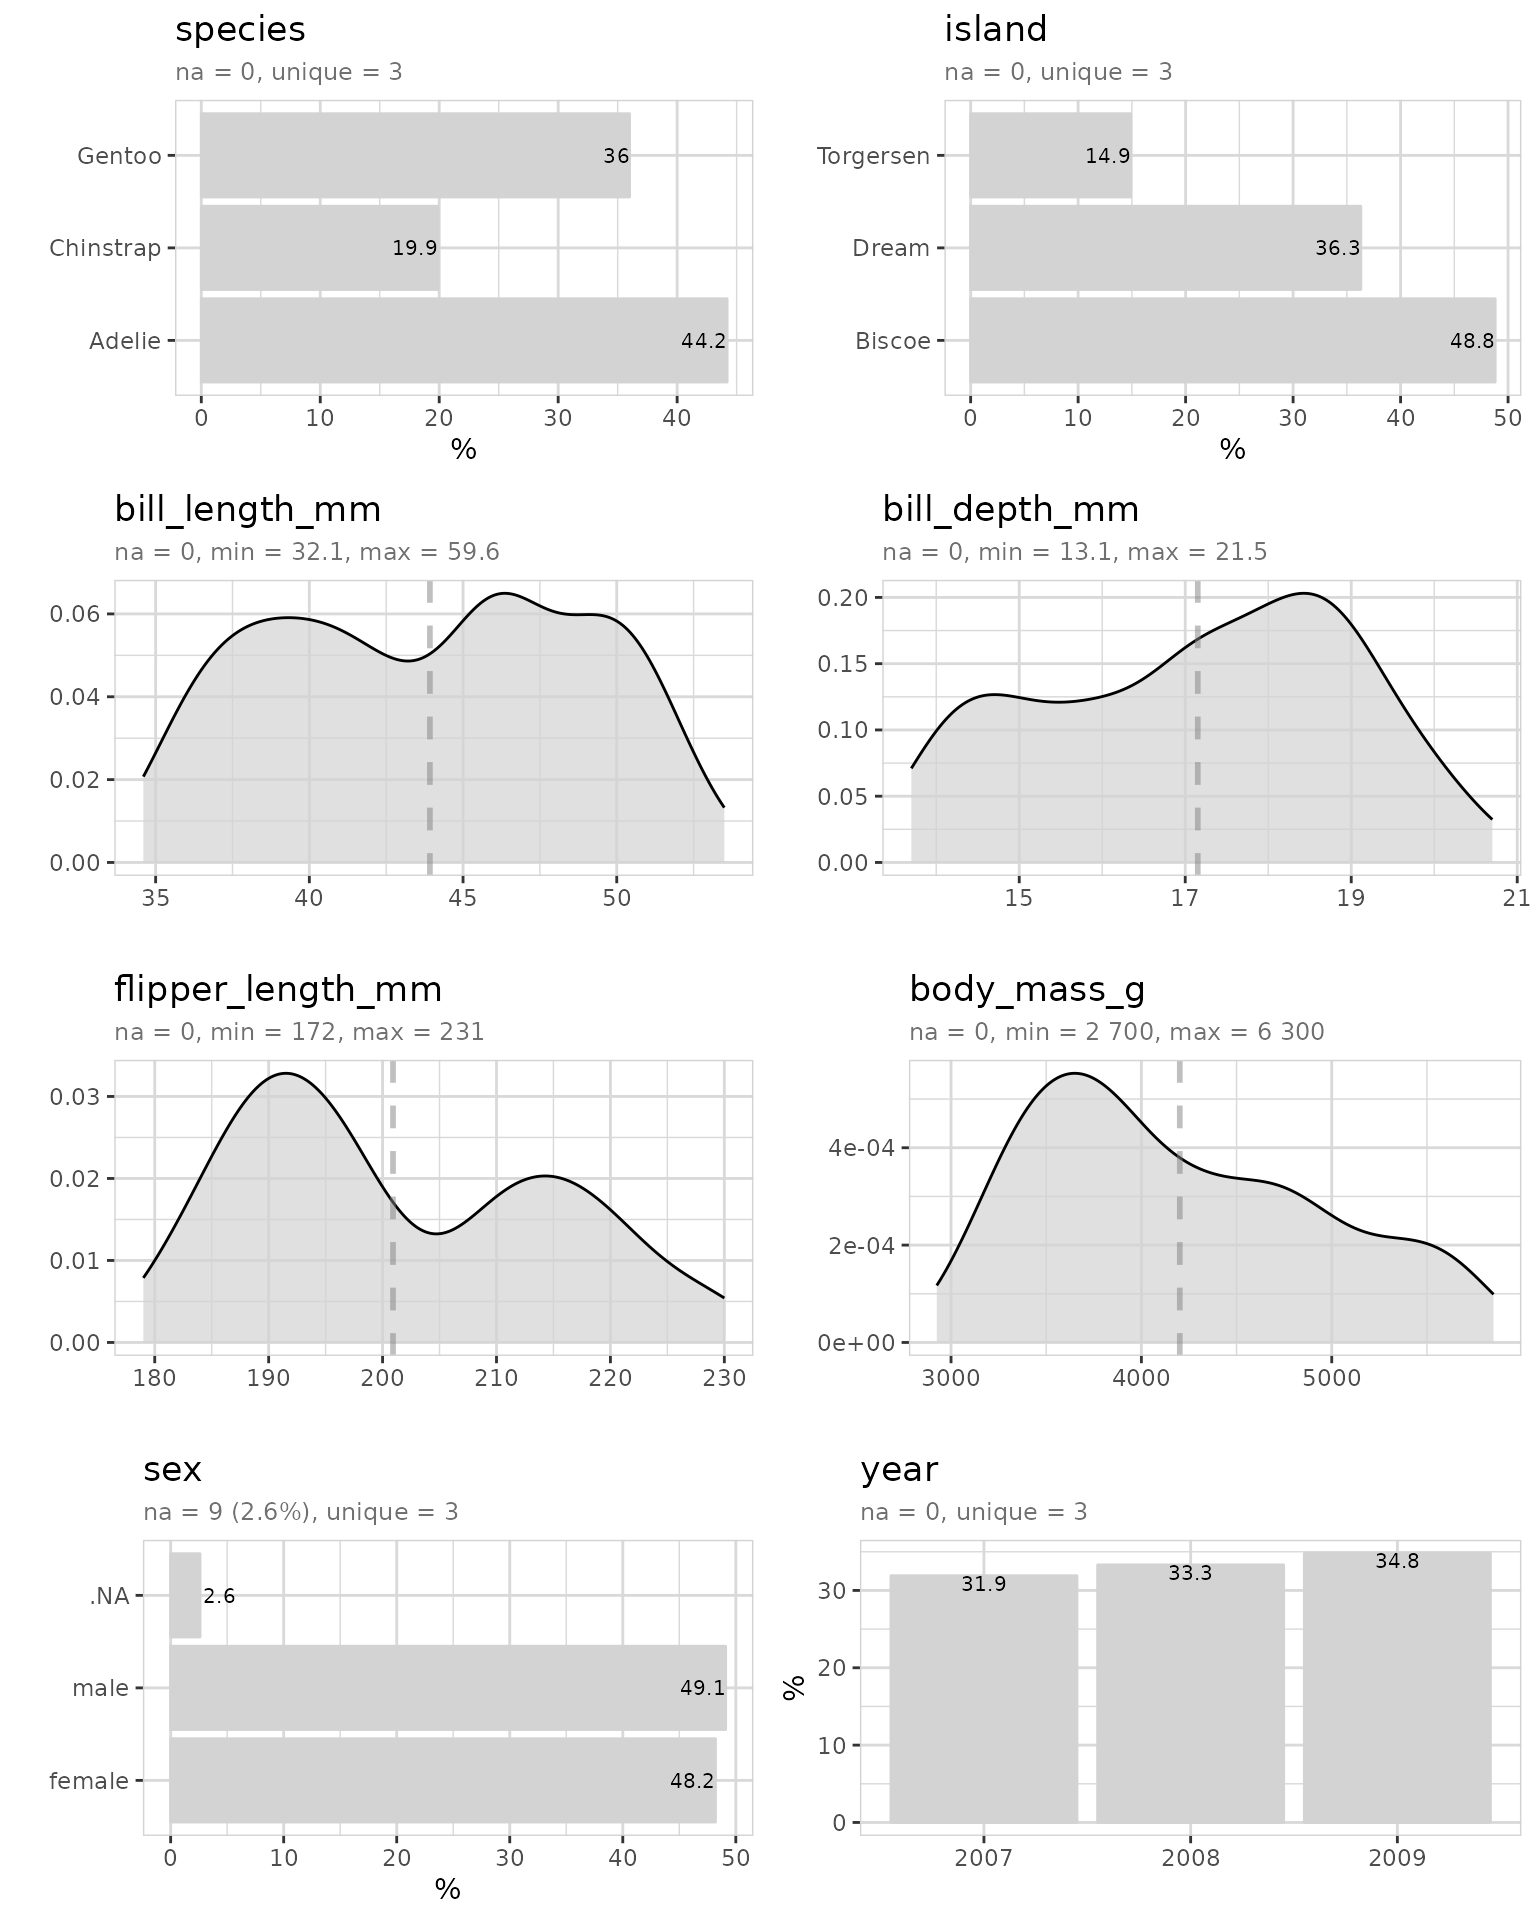 species
na = 0, unique = 3
Gentoo
36
Chinstrap
19.9
Adelie
44.2
0 10 20 30 40
%
island
na = 0, unique = 3
Torgersen
14.9
Dream
36.3
Biscoe
48.8
0 10 20 30 40 50
%
bill_length_mm
na = 0, min = 32.1, max = 59.6
0.06
0.04
0.02
0.00
35 40 45 50
bill_depth_mm
na = 0, min = 13.1, max = 21.5
0.20
0.15
0.10
0.05
0.00
15 17 19 21
flipper_length_mm
na = 0, min = 172, max = 231
0.03
0.02
0.01
0.00
180 190 200 210 220 230
body_mass_g
na = 0, min = 2 700, max = 6 300
4e-04
2e-04
0e+00
3000 4000 5000
sex
na = 9 (2.6%), unique = 3
.NA
2.6
male
49.1
female
48.2
0 10 20 30 40 50
%
year
na = 0, unique = 3
31.9 33.3 34.8
30
20
10
0
%
2007 2008 2009